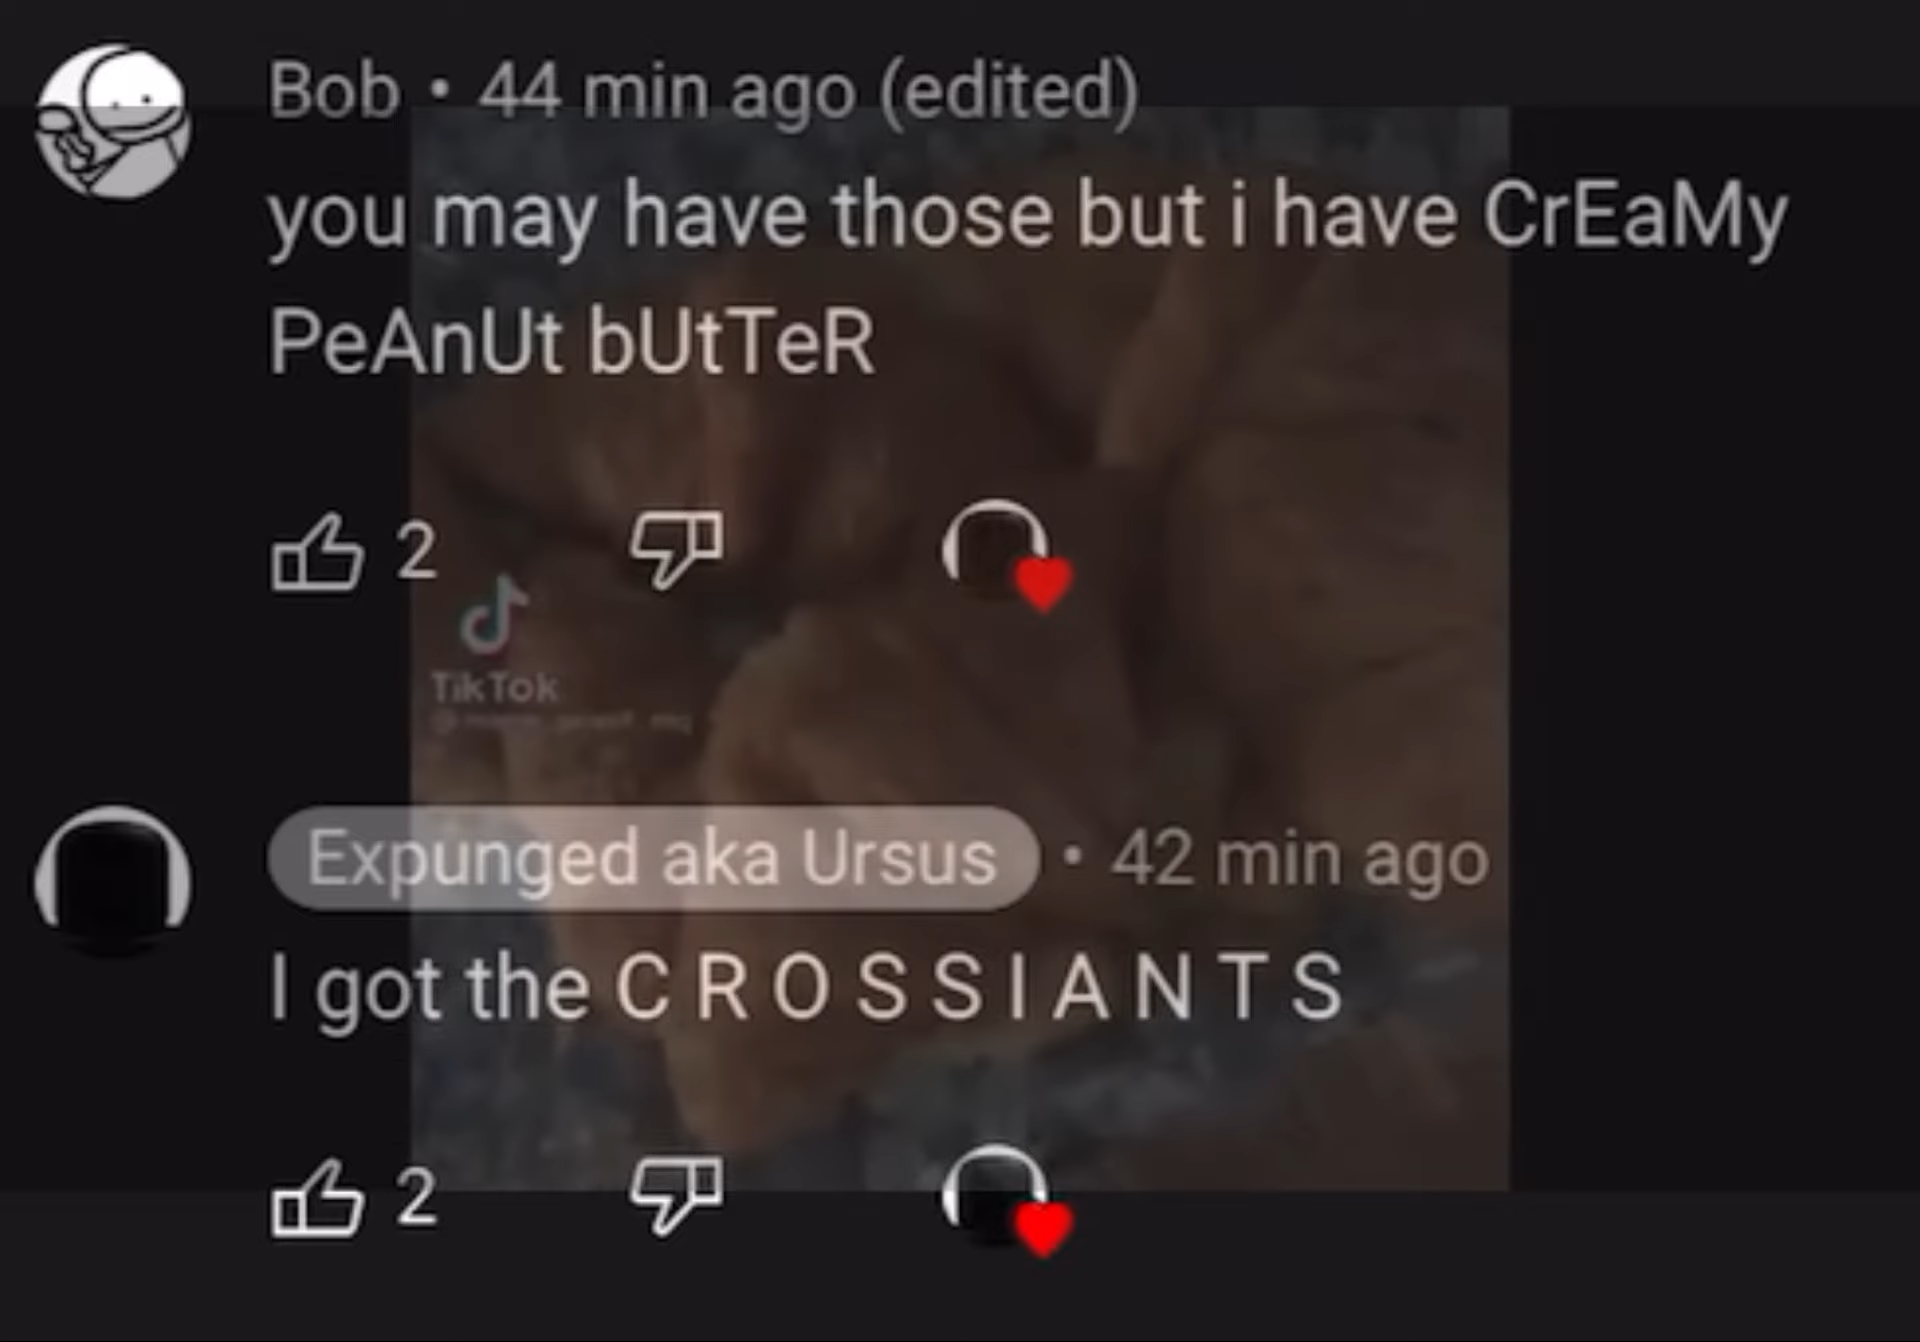 Bob • 44 min ago (edited)
you may have those but i have CrEaMy
PeAnUt bUtTeR
2
TikTok
Expunged aka Ursus • 42 min ago
I got the C R O S S I A N T S
2